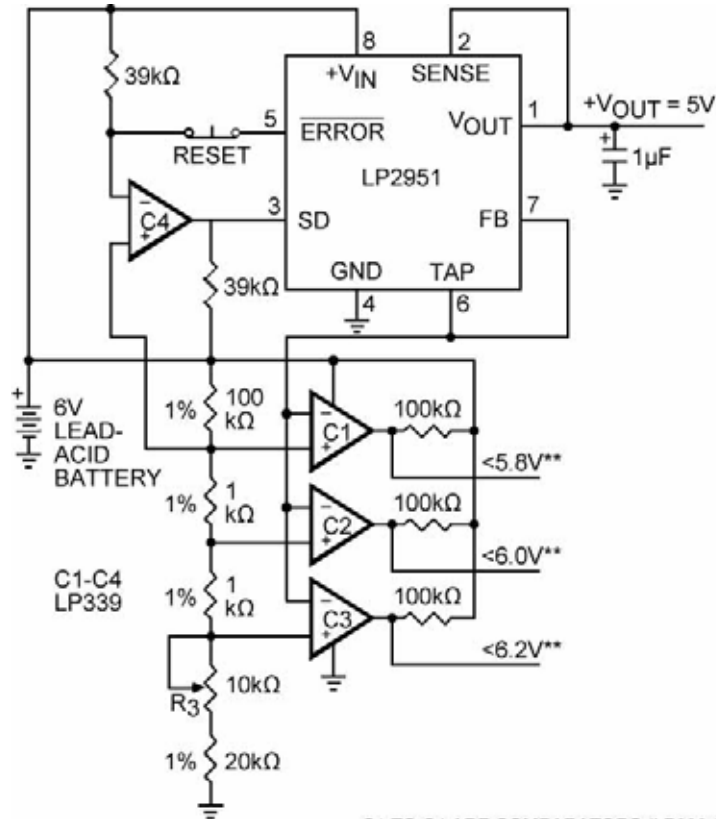 8
2
+VIN
SENSE
39kΩ
5
ERROR
RESET
VOUT
1
+VOUT = 5V
+
1µF
LP2951
−
C4
+
3
SD
FB
7
39kΩ
GND
TAP
4
6
+
6V
LEAD-
ACID
BATTERY
1%
100
kΩ
−
C1
+
100kΩ
<5.8V**
1%
1
kΩ
−
C2
+
100kΩ
<6.0V**
C1-C4
LP339
1%
1
kΩ
−
C3
+
100kΩ
<6.2V**
R3
10kΩ
1%
20kΩ